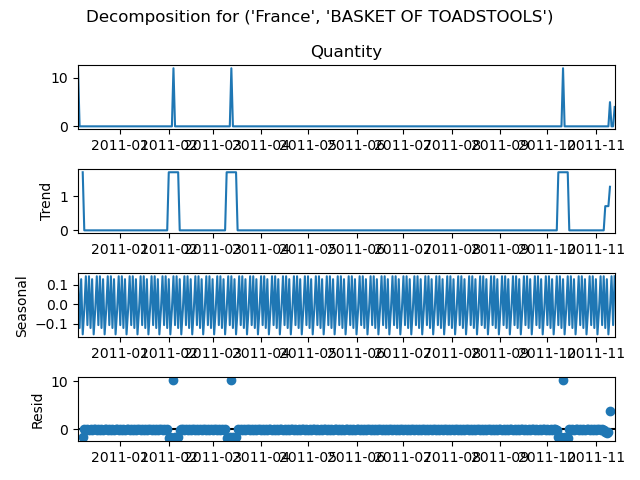 Decomposition for ('France', 'BASKET OF TOADSTOOLS')
Quantity
10
0
2011-01 2011-02 2011-03 2011-04 2011-05 2011-06 2011-07 2011-08 2011-09 2011-10 2011-11
Trend
1
0
2011-01 2011-02 2011-03 2011-04 2011-05 2011-06 2011-07 2011-08 2011-09 2011-10 2011-11
Seasonal
0.1
0.0
−0.1
2011-01 2011-02 2011-03 2011-04 2011-05 2011-06 2011-07 2011-08 2011-09 2011-10 2011-11
Resid
10
0
2011-01 2011-02 2011-03 2011-04 2011-05 2011-06 2011-07 2011-08 2011-09 2011-10 2011-11